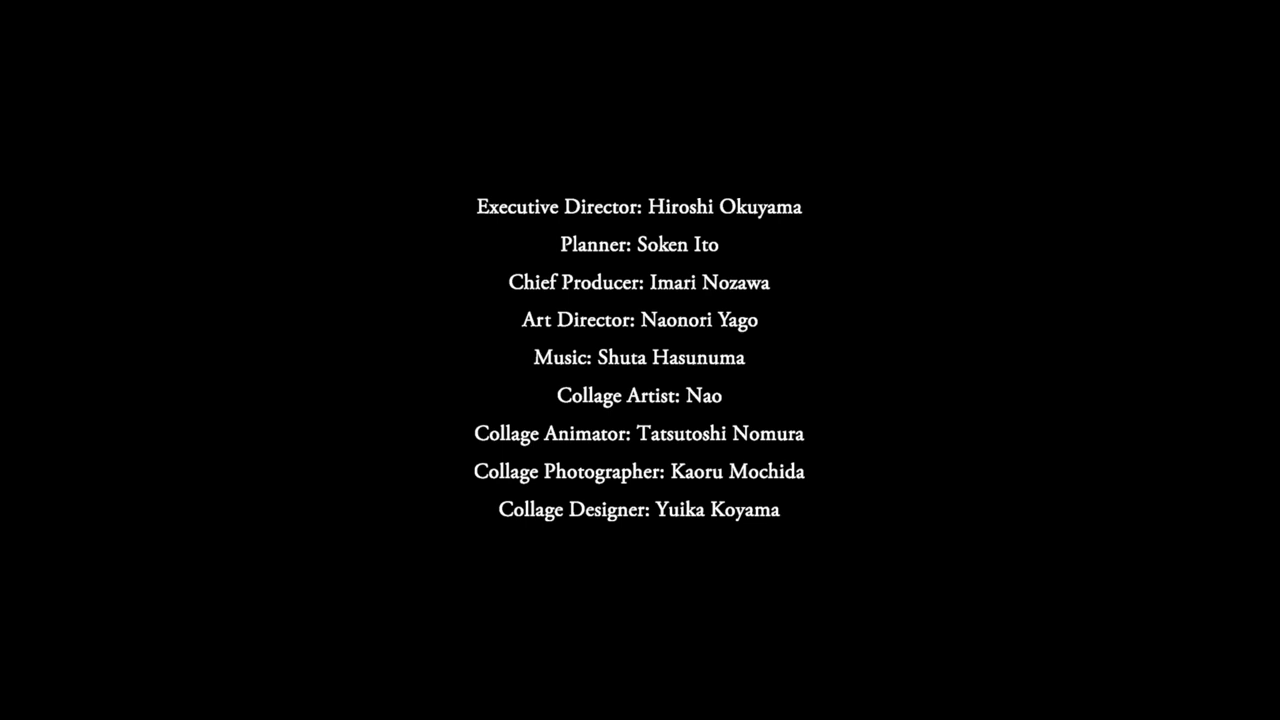 Executive Director: Hiroshi Okuyama
Planner: Soken Ito
Chief Producer: Imari Nozawa
Art Director: Naonori Yago
Music: Shuta Hasunuma
Collage Artist: Nao
Collage Animator: Tatsutoshi Nomura
Collage Photographer: Kaoru Mochida
Collage Designer: Yuika Koyama